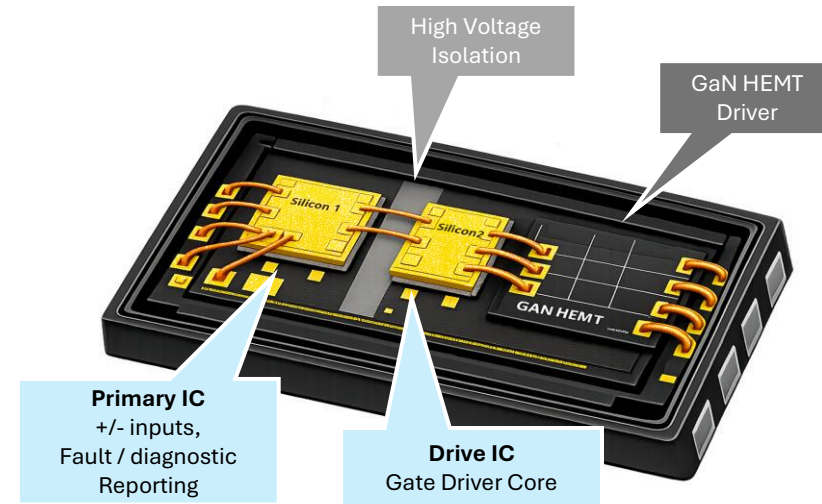 High Voltage
Isolation
GaN HEMT
Driver
Silicon 1
Silicon2
GAN HEMT
Primary IC
+/- inputs,
Fault / diagnostic
Reporting
Drive IC
Gate Driver Core